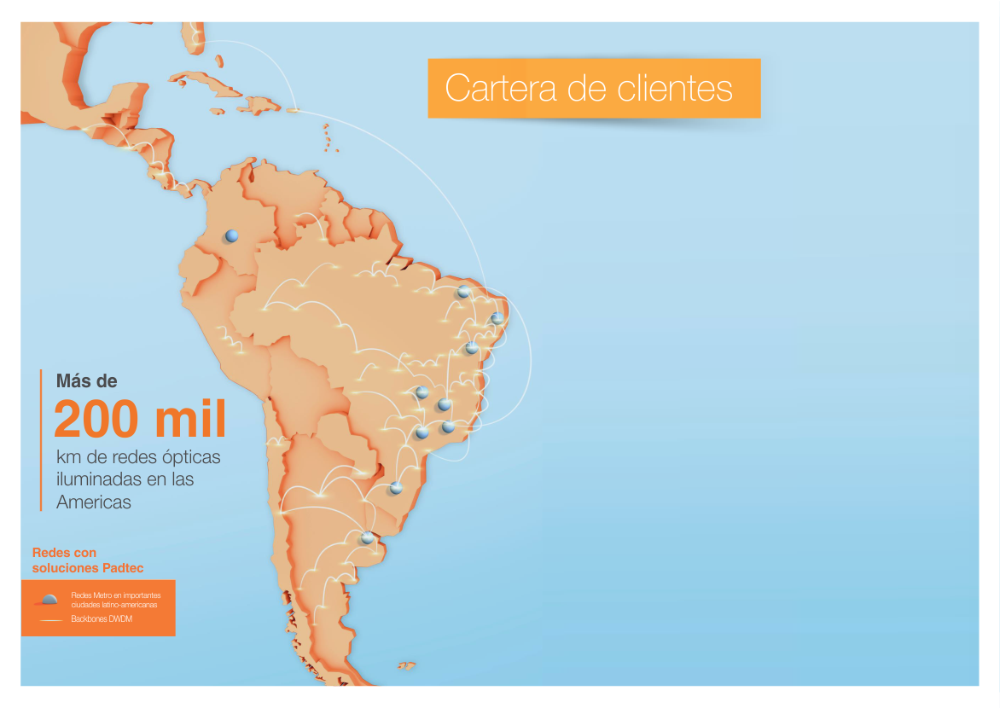 Cartera de clientes
Más de
200 mil
km de redes ópticas
iluminadas en las
Americas
Redes con
soluciones Padtec
Redes Metro en importantes
ciudades latino-americanas
Backbones DWDM